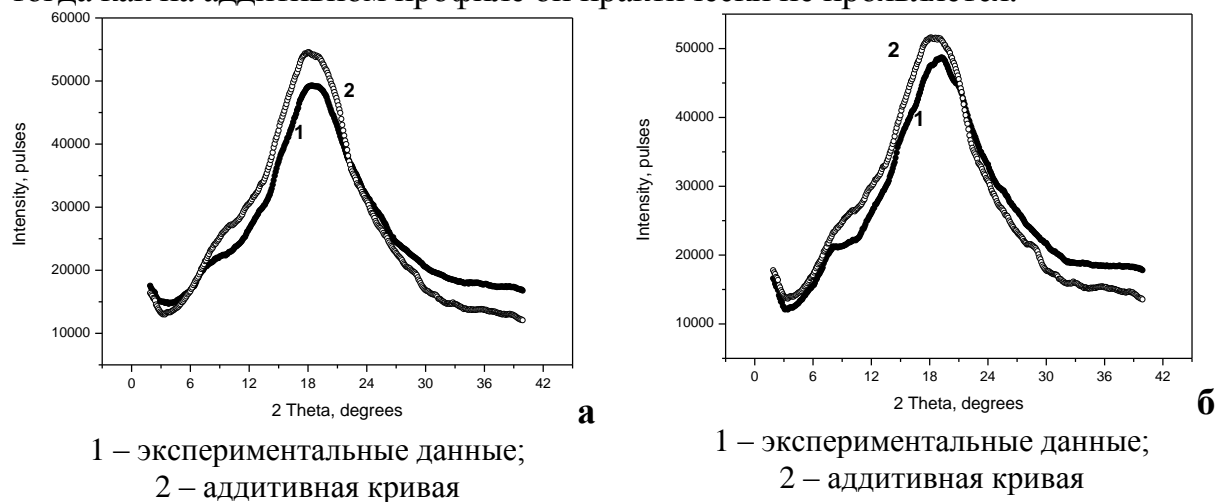 тогда как на аддитивном профиле он практически не проявляется.
60000
50000
40000
30000
20000
10000
Intensity, pulses
2
1
0 6 12 18 24 30 36 42
2 Theta, degrees
а
1 – экспериментальные данные;
2 – аддитивная кривая
50000
40000
30000
20000
10000
Intensity, pulses
2
1
0 6 12 18 24 30 36 42
2 Theta, degrees
б
1 – экспериментальные данные;
2 – аддитивная кривая